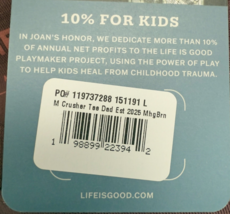 10% FOR KIDS
IN JOAN'S HONOR, WE DEDICATE MORE THAN 10%
OF ANNUAL NET PROFITS TO THE LIFE IS GOOD
PLAYMAKER PROJECT, USING THE POWER OF PLAY
TO HELP KIDS HEAL FROM CHILDHOOD TRAUMA.
PO# 119737288 151191 L
M Crusher Tee Dad Est 2025 MhgBrn
1 98899 22394 2
LIFEISGOOD.COM